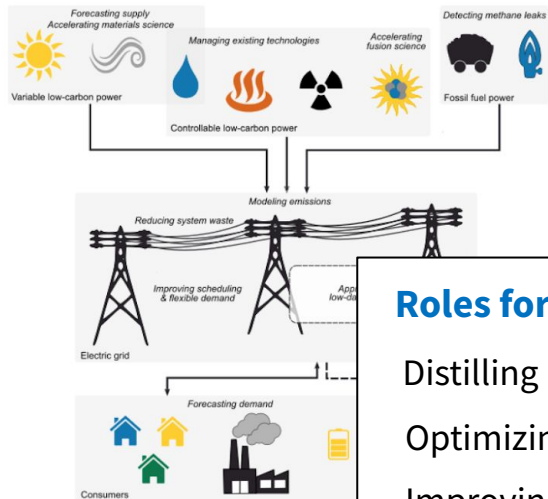 Forecasting supply
Accelerating materials science
Variable low-carbon power
Managing existing technologies
Accelerating
fusion science
Controllable low-carbon power
Detecting methane leaks
Fossil fuel power
Modeling emissions
Reducing system waste
Improving scheduling
& flexible demand
Electric grid
Forecasting demand
Consumers
Roles for
Distilling